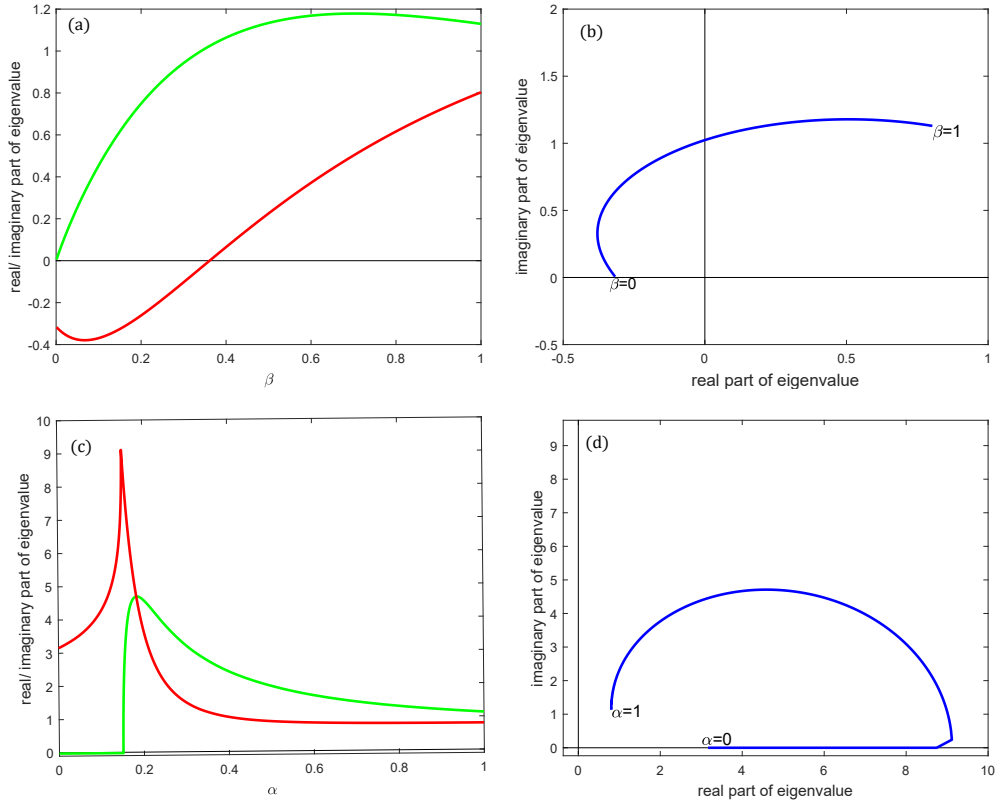 (a)
real/ imaginary part of eigenvalue
1.2
1
0.8
0.6
0.4
0.2
0
-0.2
-0.4
0 0.2 0.4 0.6 0.8 1
β
(b)
imaginary part of eigenvalue
2
1.5
1
0.5
0
-0.5
β=1
β=0
-0.5 0 0.5 1
real part of eigenvalue
(c)
real/ imaginary part of eigenvalue
10
9
8
7
6
5
4
3
2
1
0
0 0.2 0.4 0.6 0.8 1
α
(d)
imaginary part of eigenvalue
9
8
7
6
5
4
3
2
1
0
α=1
α=0
0 2 4 6 8 10
real part of eigenvalue